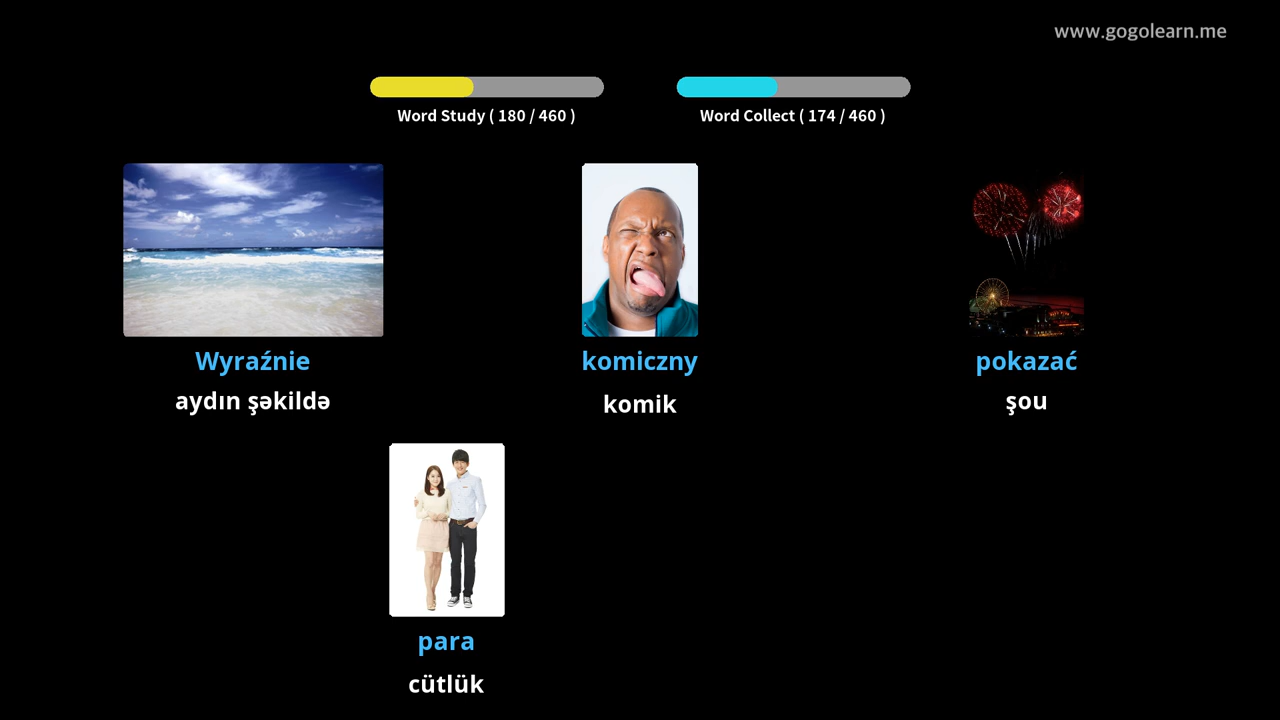 www.gogolearn.me
Word Study ( 180 / 460 )
Word Collect ( 174 / 460 )
Wyraźnie
aydın şəkildə
komiczny
komik
pokazać
şou
para
cütlük